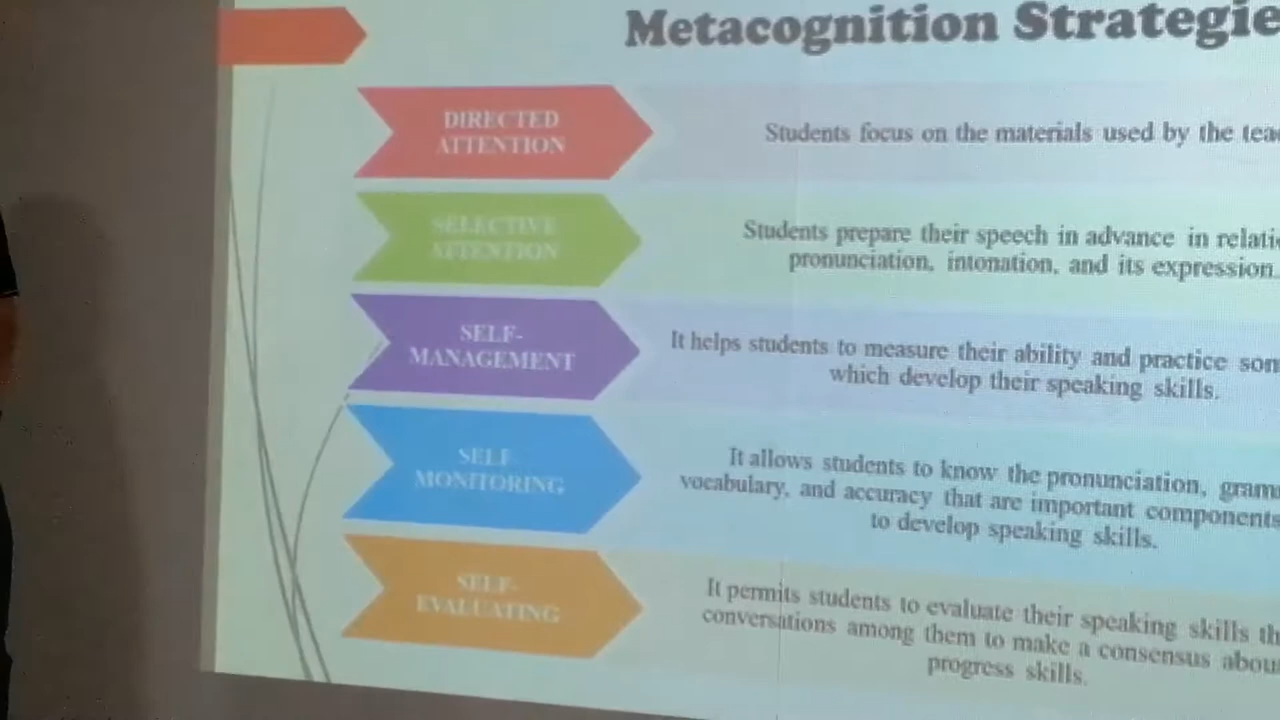 Metacognition Strategie
DIRECTED
ATTENTION
Students focus on the materials used by the tea
SELECTIVE
ATTENTION
Students prepare their speech in advance in relati
pronunciation, intonation, and its expression.
SELF-
MANAGEMENT
It helps students to measure their ability and practice som
which develop their speaking skills.
SELF
MONITORING
It allows students to know the pronunciation, gram
vocabulary, and accuracy that are important components
to develop speaking skills.
SELF-
EVALUATING
It permits students to evaluate their speaking skills th
conversations among them to make a consensus abou
progress skills.